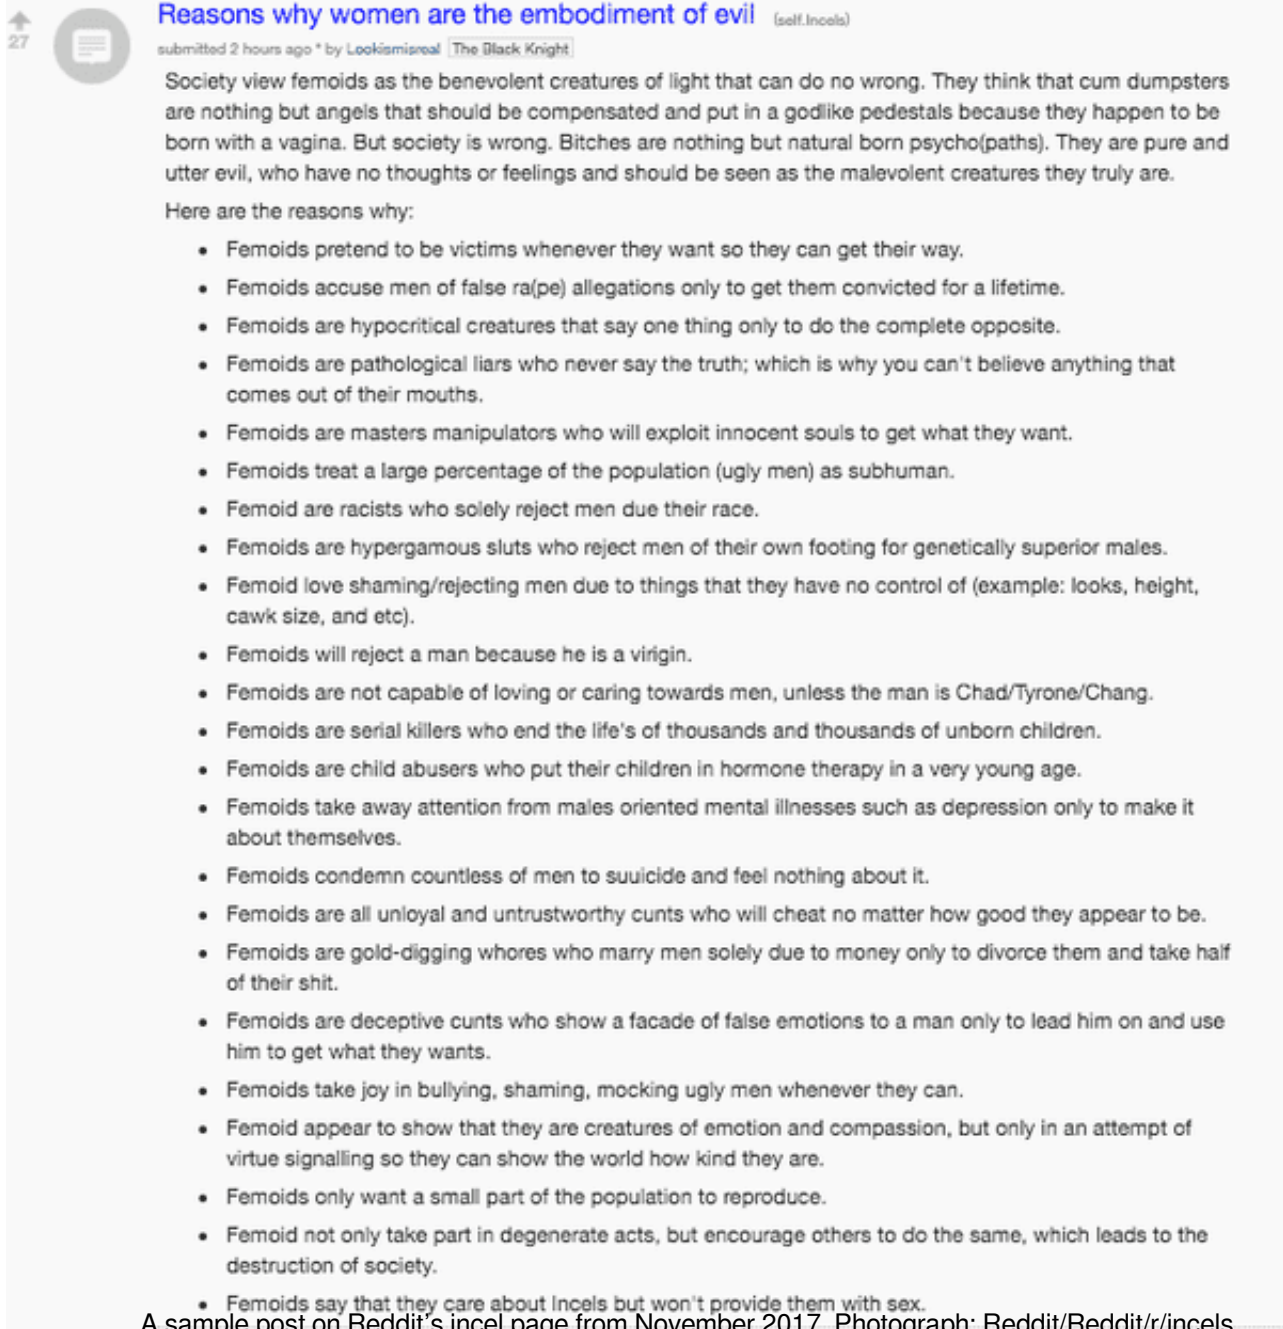 Reasons why women are the embodiment of evil (self.Incels)
27
submitted 2 hours ago * by Lookismisreal The Black Knight
Society view femoids as the benevolent creatures of light that can do no wrong. They think that cum dumpsters
are nothing but angels that should be compensated and put in a godlike pedestals because they happen to be
born with a vagina. But society is wrong. Bitches are nothing but natural born psycho(paths). They are pure and
utter evil, who have no thoughts or feelings and should be seen as the malevolent creatures they truly are.
Here are the reasons why:
• Femoids pretend to be victims whenever they want so they can get their way.
• Femoids accuse men of false ra(pe) allegations only to get them convicted for a lifetime.
• Femoids are hypocritical creatures that say one thing only to do the complete opposite.
• Femoids are pathological liars who never say the truth; which is why you can't believe anything that
comes out of their mouths.
• Femoids are masters manipulators who will exploit innocent souls to get what they want.
• Femoids treat a large percentage of the population (ugly men) as subhuman.
• Femoid are racists who solely reject men due their race.
• Femoids are hypergamous sluts who reject men of their own footing for genetically superior males.
• Femoid love shaming/rejecting men due to things that they have no control of (example: looks, height,
cawk size, and etc).
• Femoids will reject a man because he is a virigin.
• Femoids are not capable of loving or caring towards men, unless the man is Chad/Tyrone/Chang.
• Femoids are serial killers who end the life's of thousands and thousands of unborn children.
• Femoids are child abusers who put their children in hormone therapy in a very young age.
• Femoids take away attention from males oriented mental illnesses such as depression only to make it
about themselves.
• Femoids condemn countless of men to suuicide and feel nothing about it.
• Femoids are all unloyal and untrustworthy cunts who will cheat no matter how good they appear to be.
• Femoids are gold-digging whores who marry men solely due to money only to divorce them and take half
of their shit.
• Femoids are deceptive cunts who show a facade of false emotions to a man only to lead him on and use
him to get what they wants.
• Femoids take joy in bullying, shaming, mocking ugly men whenever they can.
• Femoid appear to show that they are creatures of emotion and compassion, but only in an attempt of
virtue signalling so they can show the world how kind they are.
• Femoids only want a small part of the population to reproduce.
• Femoid not only take part in degenerate acts, but encourage others to do the same, which leads to the
destruction of society.
• Femoids say that they care about Incels but won't provide them with sex.
A sample post on Reddit's incel page from November 2017. Photograph: Reddit/Reddit/r/incels